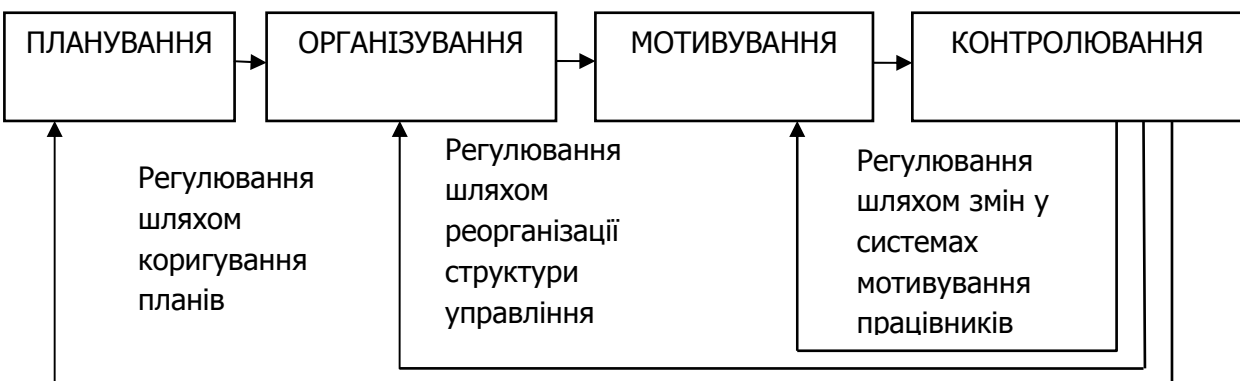 ПЛАНУВАННЯ
ОРГАНІЗУВАННЯ
МОТИВУВАННЯ
КОНТРОЛЮВАННЯ
Регулювання
шляхом
коригування
планів
Регулювання
шляхом
реорганізації
структури
управління
Регулювання
шляхом змін у
системах
мотивування
працівників